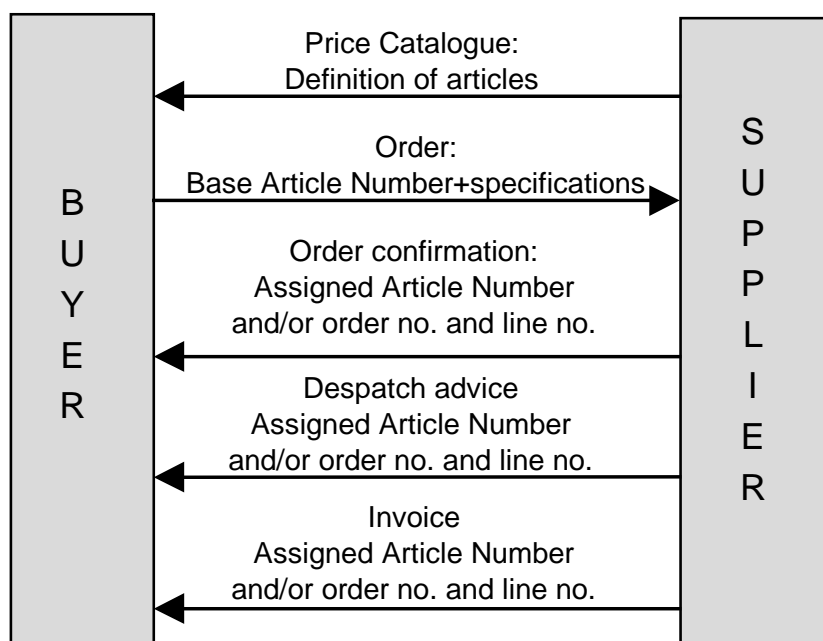 BUYER
Price Catalogue:
Definition of articles
Order:
Base Article Number+specifications
Order confirmation:
Assigned Article Number
and/or order no. and line no.
Despatch advice
Assigned Article Number
and/or order no. and line no.
Invoice
Assigned Article Number
and/or order no. and line no.
SUPPLIER